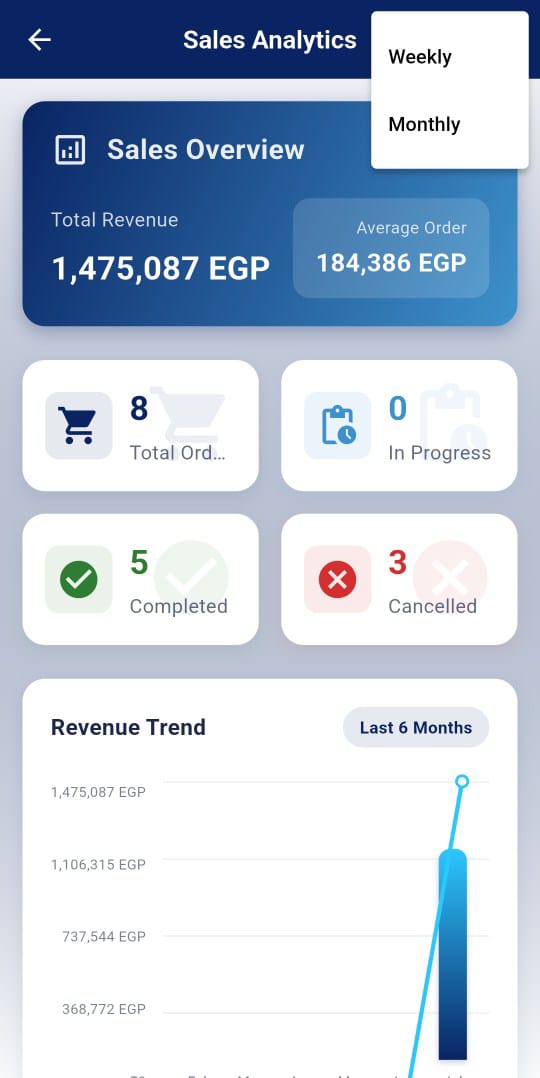 Sales Analytics
Weekly
Monthly
Sales Overview
Total Revenue
1,475,087 EGP
Average Order
184,386 EGP
8
Total Ord...
0
In Progress
5
Completed
3
Cancelled
Revenue Trend
Last 6 Months
1,475,087 EGP
1,106,315 EGP
737,544 EGP
368,772 EGP